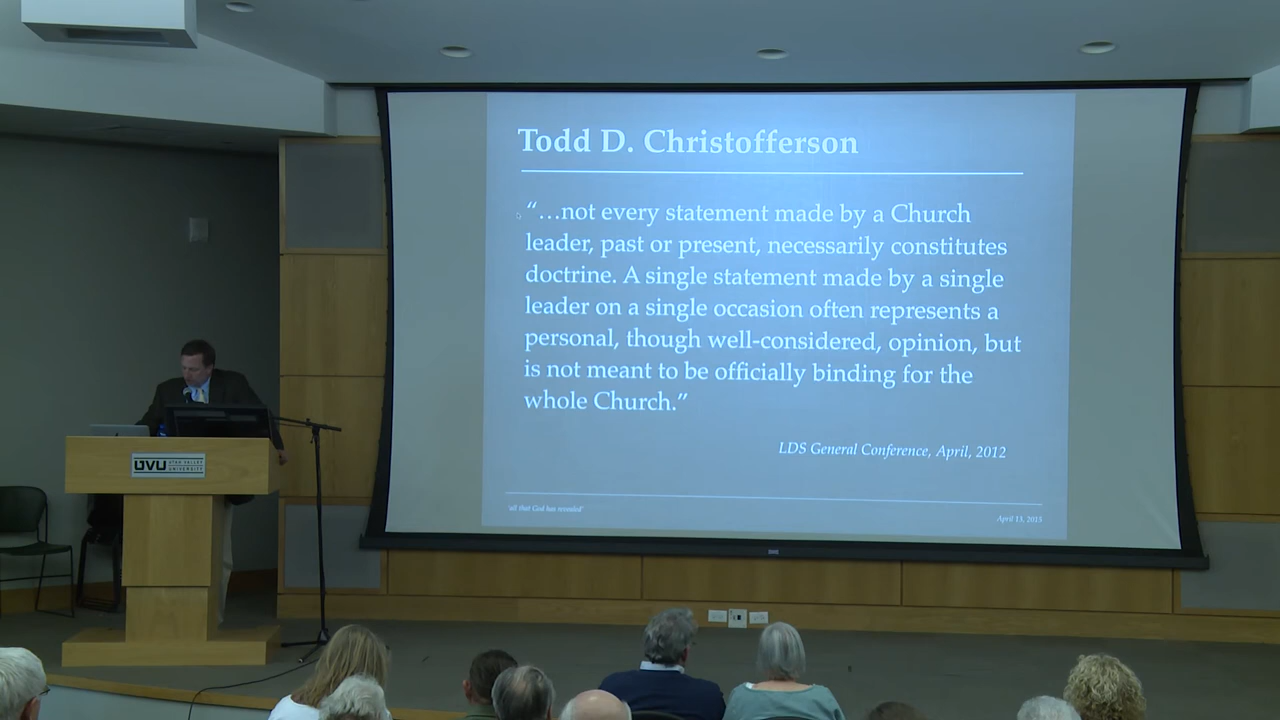 Todd D. Christofferson
“...not every statement made by a Church
leader, past or present, necessarily constitutes
doctrine. A single statement made by a single
leader on a single occasion often represents a
personal, though well-considered, opinion, but
is not meant to be officially binding for the
whole Church.”
LDS General Conference, April, 2012
'all that God has revealed'
April 13, 2015
UVU UTAH VALLEY
UNIVERSITY